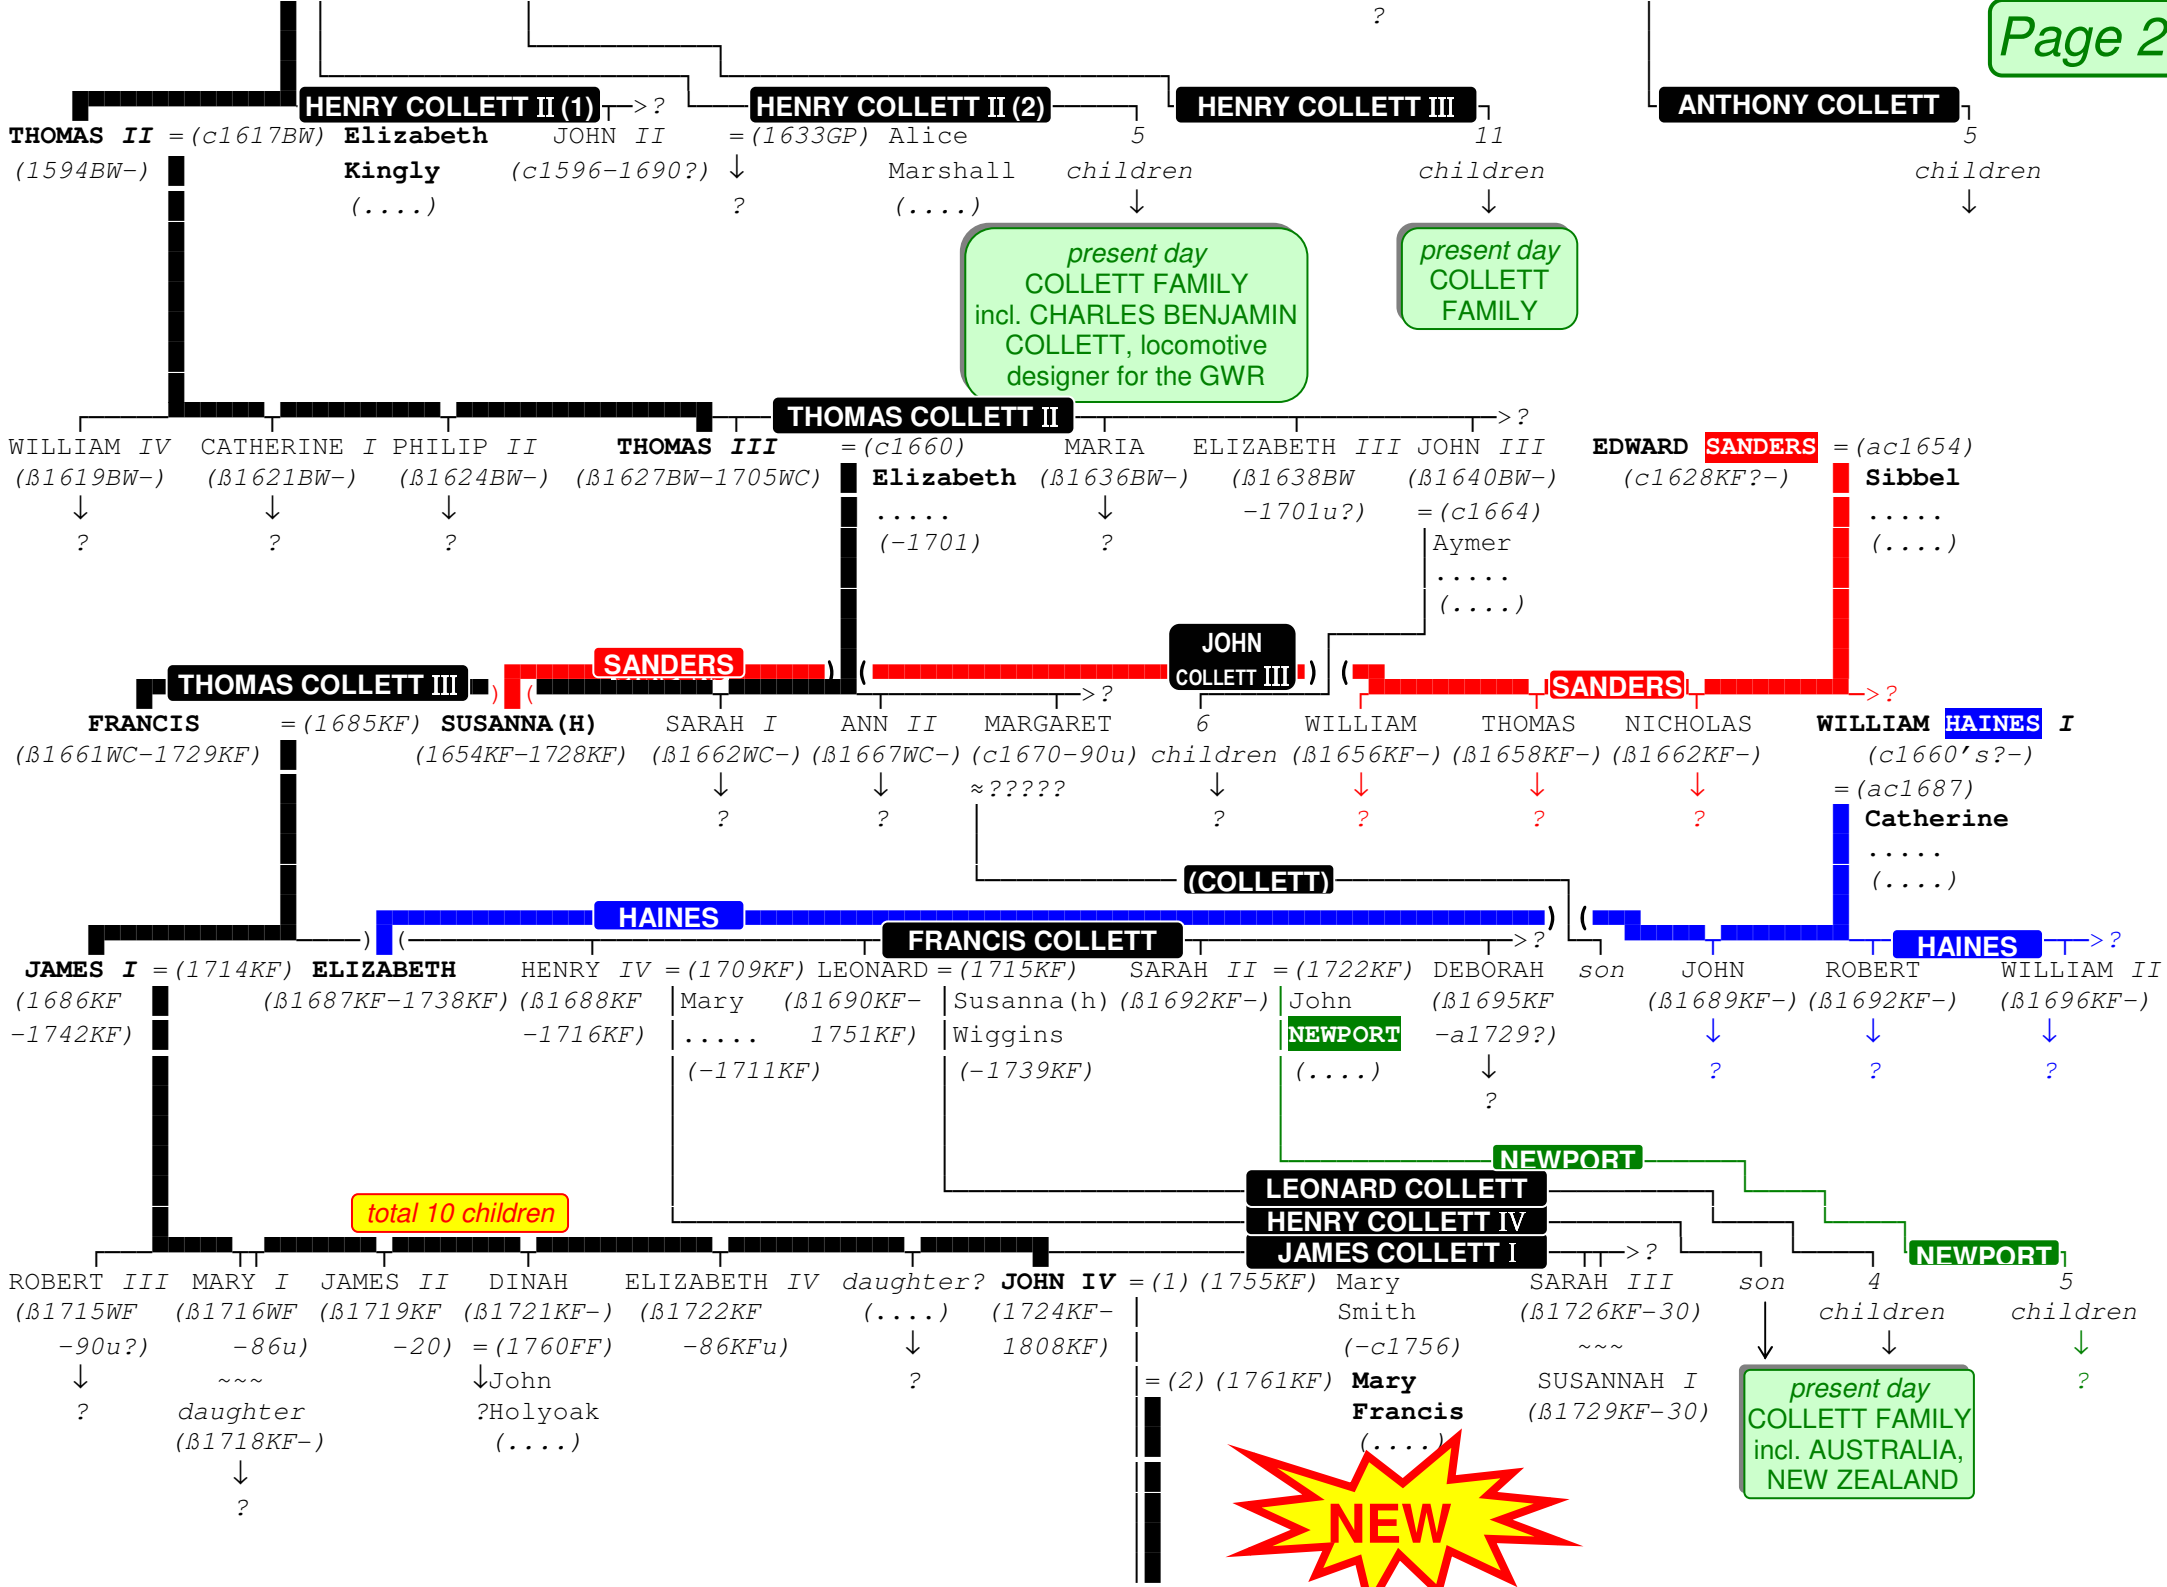 ?
Page 2
HENRY COLLETT II (1) >? HENRY COLLETT II (2) HENRY COLLETT III ANTHONY COLLETT
THOMAS II =(c1617BW) Elizabeth JOHN II =(1633GP) Alice 5 11 5
(1594BW-) Kingly (c1596-1690?) ↓ Marshall children children children
(....) ? (....) ↓ ↓ ↓
present day
COLLETT FAMILY
incl. CHARLES BENJAMIN
COLLETT, locomotive
designer for the GWR
present day
COLLETT
FAMILY
THOMAS COLLETT II >?
WILLIAM IV CATHERINE I PHILIP II THOMAS III =(c1660) MARIA ELIZABETH III JOHN III EDWARD SANDERS =(ac1654)
(ß1619BW-) (ß1621BW-) (ß1624BW-) (ß1627BW-1705WC) Elizabeth (ß1636BW-) (ß1638BW (ß1640BW-) (c1628KF?-) Sibbel
↓ ↓ ↓ ..... ↓ -1701u?) =(c1664) .....
? ? ? (-1701) ? Aymer (....)
.....
(....)
SANDERS ) ( JOHN COLLETT III ) (
THOMAS COLLETT III ) ( >? SANDERS >?
FRANCIS =(1685KF) SUSANNA(H) SARAH I ANN II MARGARET 6 WILLIAM THOMAS NICHOLAS WILLIAM HAINES I
(ß1661WC-1729KF) (1654KF-1728KF) (ß1662WC-) (ß1667WC-) (c1670-90u) children (ß1656KF-) (ß1658KF-) (ß1662KF-) (c1660's?-)
↓ ↓ ≈????? ↓ ↓ ↓ ↓ =(ac1687)
? ? ? ? ? ? Catherine
.....
(COLLETT) (....)
HAINES ) (
) ( FRANCIS COLLETT >? HAINES >?
JAMES I =(1714KF) ELIZABETH HENRY IV =(1709KF) LEONARD =(1715KF) SARAH II =(1722KF) DEBORAH son JOHN ROBERT WILLIAM II
(1686KF (ß1687KF-1738KF) (ß1688KF Mary (ß1690KF- Susanna(h) (ß1692KF-) John (ß1695KF (ß1689KF-) (ß1692KF-) (ß1696KF-)
-1742KF) -1716KF) ..... 1751KF) Wiggins NEWPORT -a1729?) ↓ ↓ ↓
(-1711KF) (-1739KF) (....) ↓ ? ? ?
?
NEWPORT
LEONARD COLLETT
total 10 children HENRY COLLETT IV
JAMES COLLETT I >? NEWPORT
ROBERT III MARY I JAMES II DINAH ELIZABETH IV daughter? JOHN IV =(1)(1755KF) Mary SARAH III son 4 5
(ß1715WF (ß1716WF (ß1719KF (ß1721KF-) (ß1722KF (....) (1724KF- Smith (ß1726KF-30) children children
-90u?) -86u) -20) =(1760FF) -86KFu) ↓ 1808KF) (-c1756) ~~~ ↓ ↓ ↓
↓ ~~~ ↓John ? =(2)(1761KF) Mary SUSANNAH I ?
? daughter ?Holyoak Francis (ß1729KF-30)
(ß1718KF-) (....) (....)
↓
?
present day
COLLETT FAMILY
incl. AUSTRALIA,
NEW ZEALAND
NEW